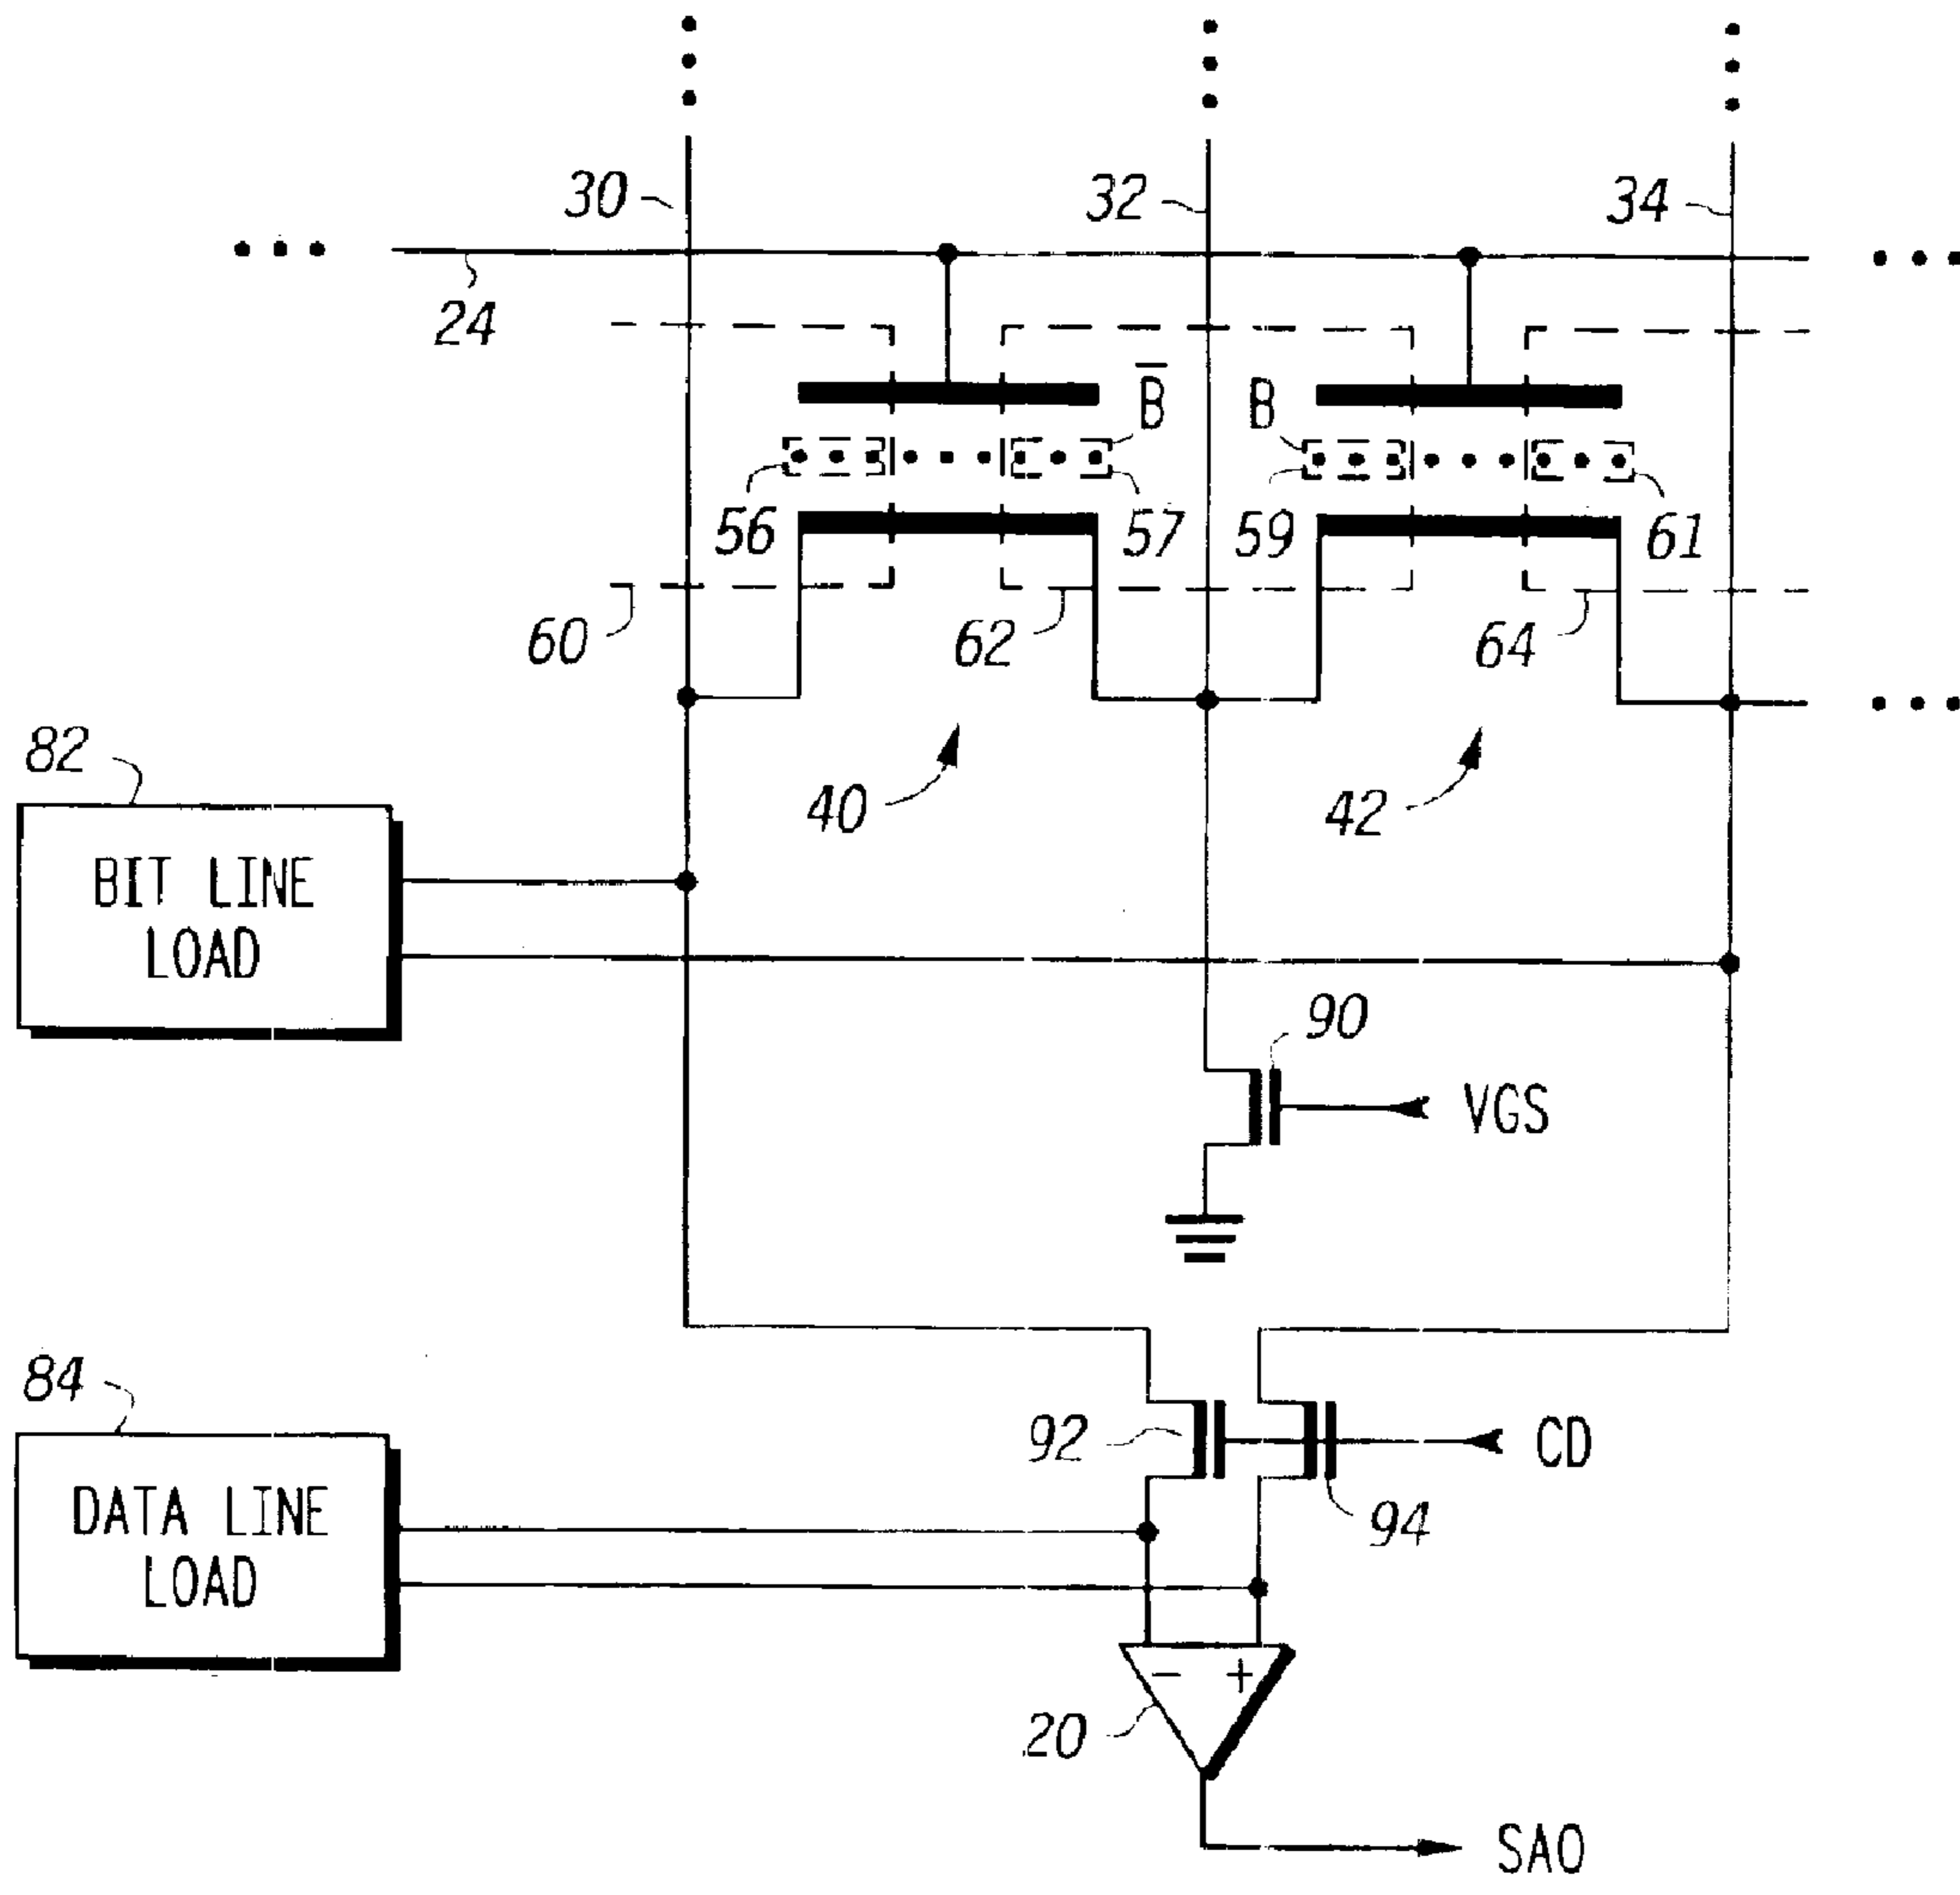 30
32
34
24
B̅
B
56
57
59
61
60
62
64
82
40
42
BIT LINE
LOAD
90
VGS
84
92
CD
DATA LINE
LOAD
94
- +
20
SAO